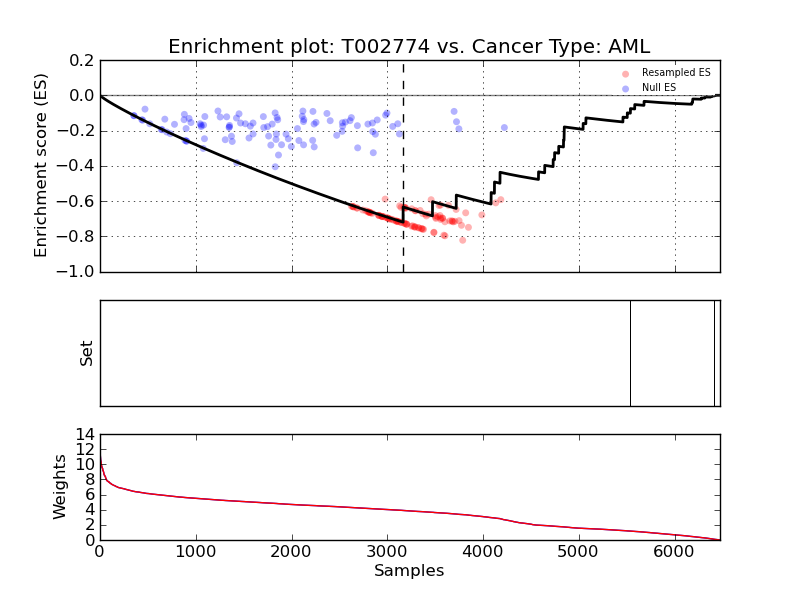 Enrichment plot: T002774 vs. Cancer Type: AML
Enrichment score (ES)
0.2
0.0
−0.2
−0.4
−0.6
−0.8
−1.0
Resampled ES
Null ES
Set
Weights
14
12
10
8
6
4
2
0
0 1000 2000 3000 4000 5000 6000
Samples